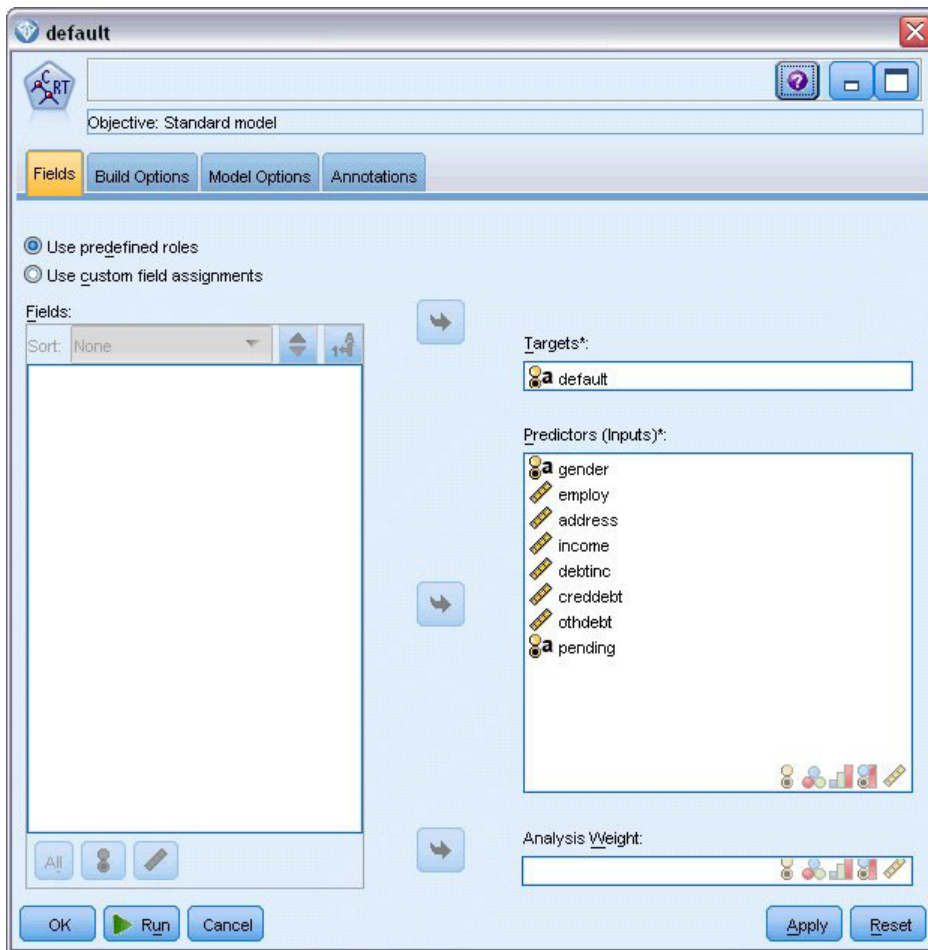 default
C RT
Objective: Standard model
Fields Build Options Model Options Annotations
Use predefined roles
Use custom field assignments
Fields:
Sort: None
Targets*:
a default
Predictors (Inputs)*:
a gender
employ
address
income
debtinc
creddebt
othdebt
a pending
Analysis Weight:
All
OK Run Cancel Apply Reset